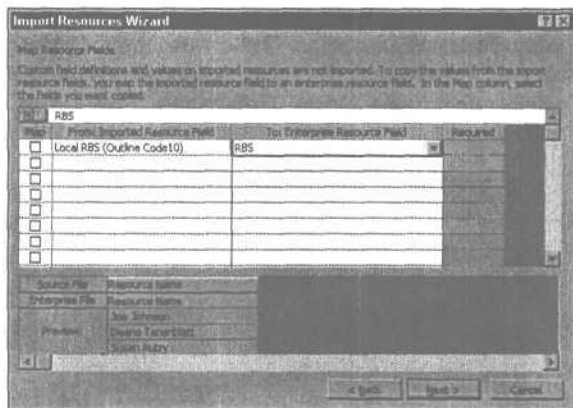 Import Resources Wizard
Map Resource Fields
Custom field definitions and values on imported resources are not imported. To copy the values from the import
resource fields, you map the imported resource field to an enterprise resource field. In the Map column, select
the fields you want copied.
RBS
Map From: Imported Resource Field To: Enterprise Resource Field Required
Local RBS (Outline Code10) RBS
Source File Resource Name
Enterprise File Resource Name
Preview
Joe Johnson
Susan Autry
< Back Next > Cancel